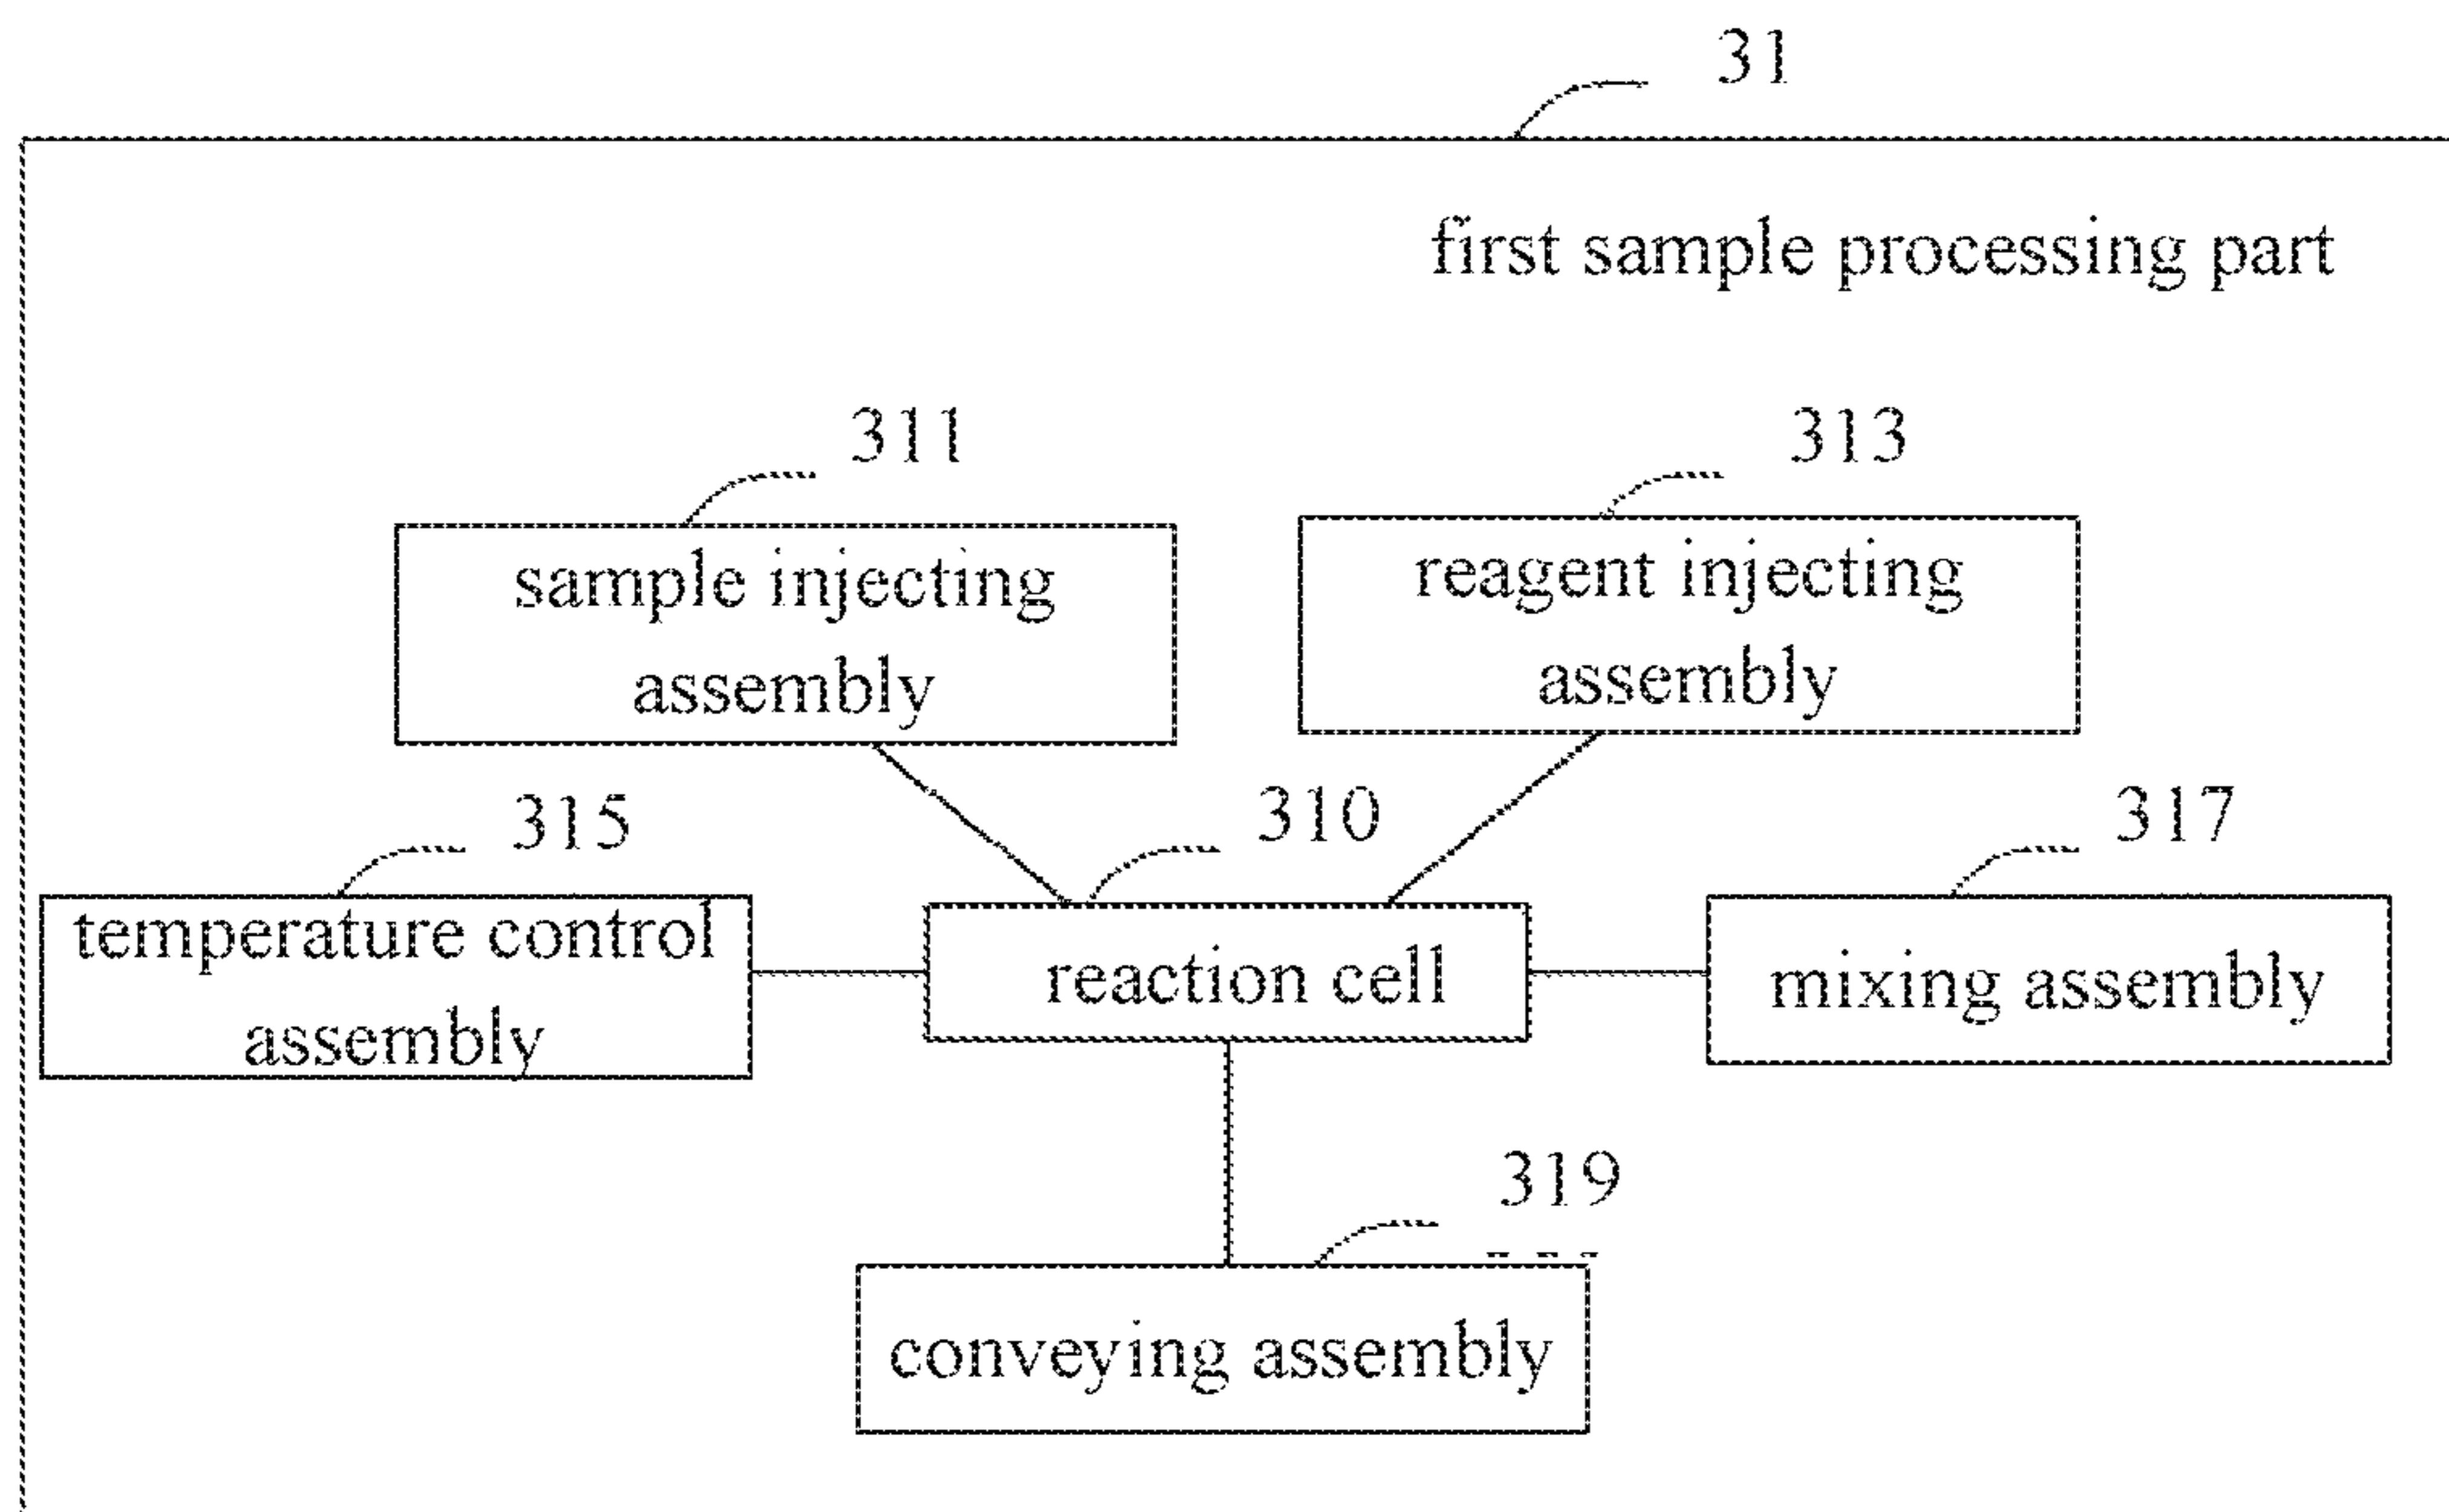 31
first sample processing part
311
313
sample injecting
assembly
reagent injecting
assembly
315
310
317
temperature control
assembly
reaction cell
mixing assembly
319
conveying assembly